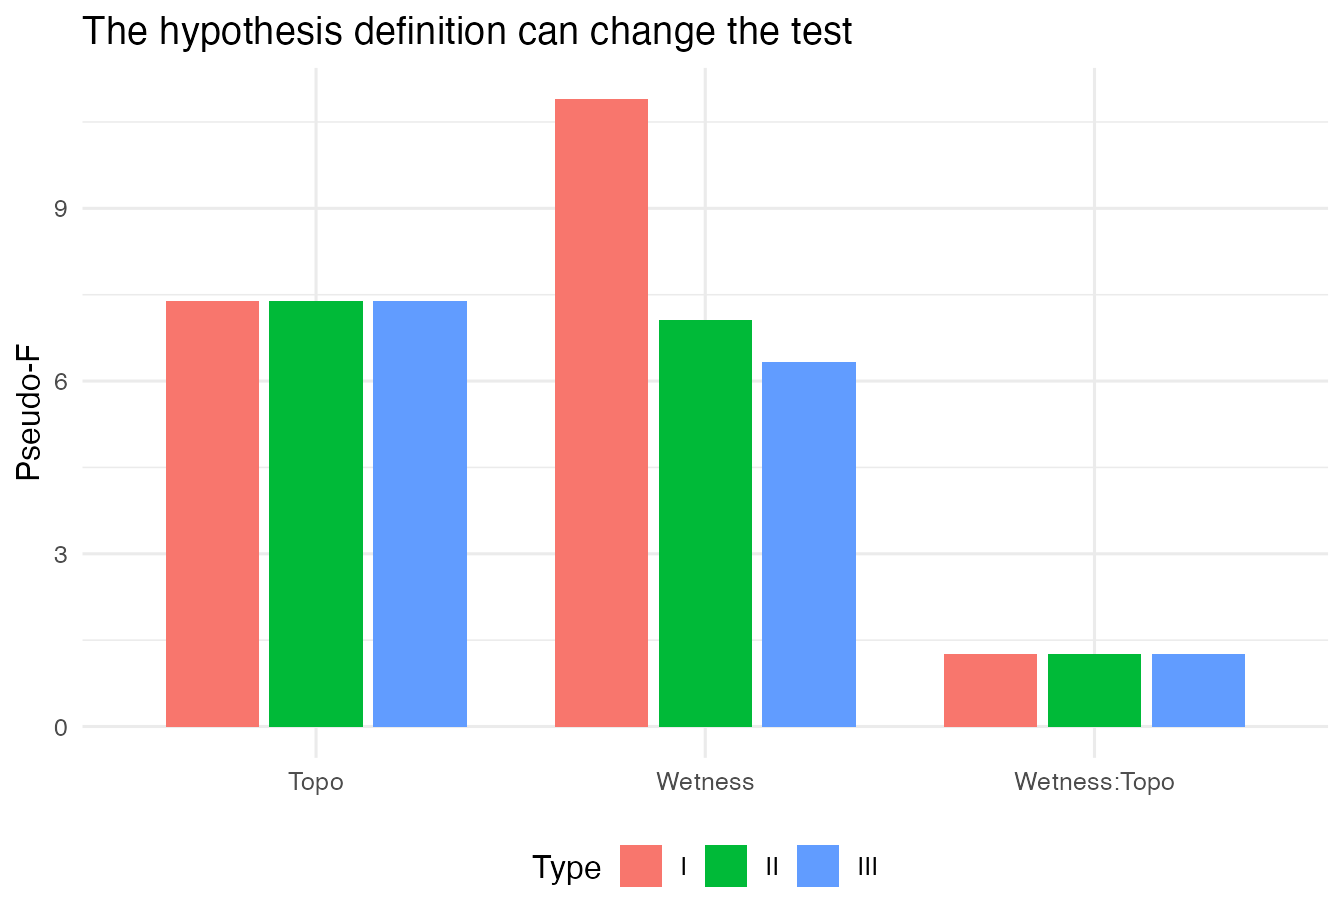 The hypothesis definition can change the test
Pseudo-F
9
6
3
0
Topo Wetness Wetness:Topo
Type I II III